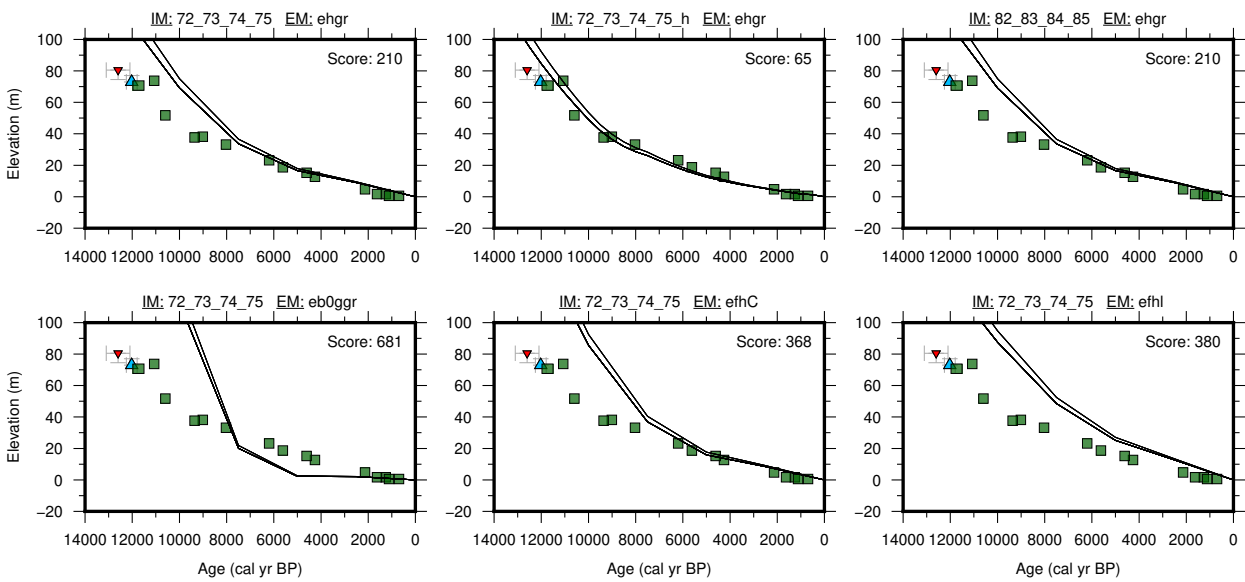 IM: 72_73_74_75 EM: ehgr
IM: 72_73_74_75_h EM: ehgr
IM: 82_83_84_85 EM: ehgr
Score: 210
Score: 65
Score: 210
Elevation (m)
100
80
60
40
20
0
−20
14000 12000 10000 8000 6000 4000 2000 0
14000 12000 10000 8000 6000 4000 2000 0
14000 12000 10000 8000 6000 4000 2000 0
IM: 72_73_74_75 EM: eb0ggr
IM: 72_73_74_75 EM: efhC
IM: 72_73_74_75 EM: efhl
Score: 681
Score: 368
Score: 380
Elevation (m)
100
80
60
40
20
0
−20
14000 12000 10000 8000 6000 4000 2000 0
14000 12000 10000 8000 6000 4000 2000 0
14000 12000 10000 8000 6000 4000 2000 0
Age (cal yr BP)
Age (cal yr BP)
Age (cal yr BP)